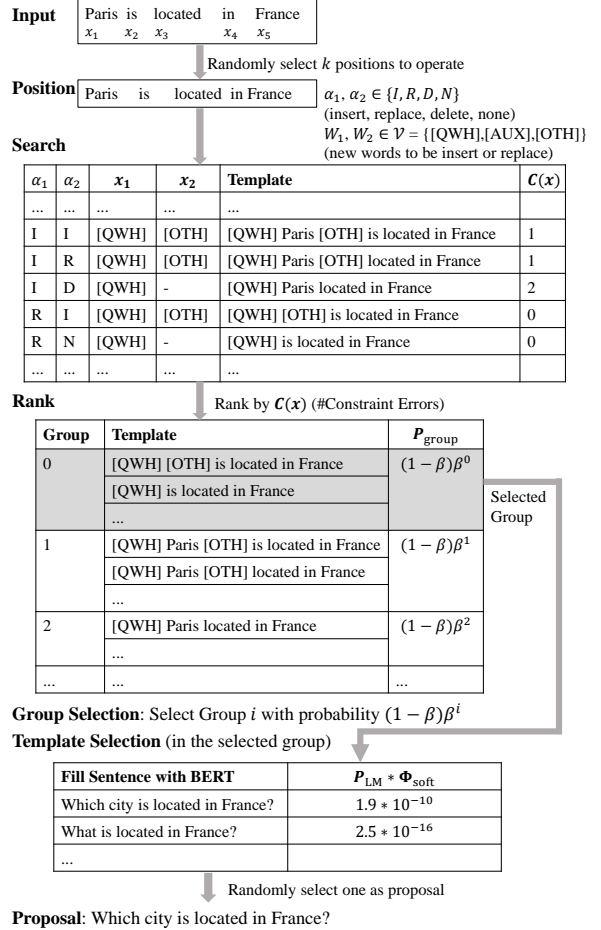 Input
Paris is located in France
x₁ x₂ x₃ x₄ x₅
Randomly select k positions to operate
Position
Paris is located in France
α₁, α₂ ∈ {I, R, D, N}
(insert, replace, delete, none)
W₁, W₂ ∈ 𝒱 = {[QWH],[AUX],[OTH]}
(new words to be insert or replace)
Search
α₁ α₂ x₁ x₂ Template C(x)
... ... ... ... ...
I I [QWH] [OTH] [QWH] Paris [OTH] is located in France 1
I R [QWH] [OTH] [QWH] Paris [OTH] located in France 1
I D [QWH] - [QWH] Paris located in France 2
R I [QWH] [OTH] [QWH] [OTH] is located in France 0
R N [QWH] - [QWH] is located in France 0
... ... ... ... ...
Rank
Rank by C(x) (#Constraint Errors)
Group Template P_group
0 [QWH] [OTH] is located in France (1 − β)β⁰
[QWH] is located in France
...
Selected
Group
1 [QWH] Paris [OTH] is located in France (1 − β)β¹
[QWH] Paris [OTH] located in France
...
2 [QWH] Paris located in France (1 − β)β²
...
... ... ...
Group Selection: Select Group i with probability (1 − β)βⁱ
Template Selection (in the selected group)
Fill Sentence with BERT P_LM * Φ_soft
Which city is located in France? 1.9 * 10⁻¹⁰
What is located in France? 2.5 * 10⁻¹⁶
...
Randomly select one as proposal
Proposal: Which city is located in France?